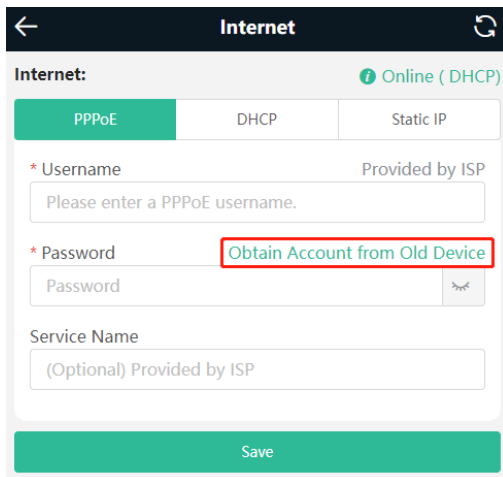 Internet
Internet: Online ( DHCP)
PPPoE DHCP Static IP
* Username Provided by ISP
Please enter a PPPoE username.
* Password Obtain Account from Old Device
Password
Service Name
(Optional) Provided by ISP
Save